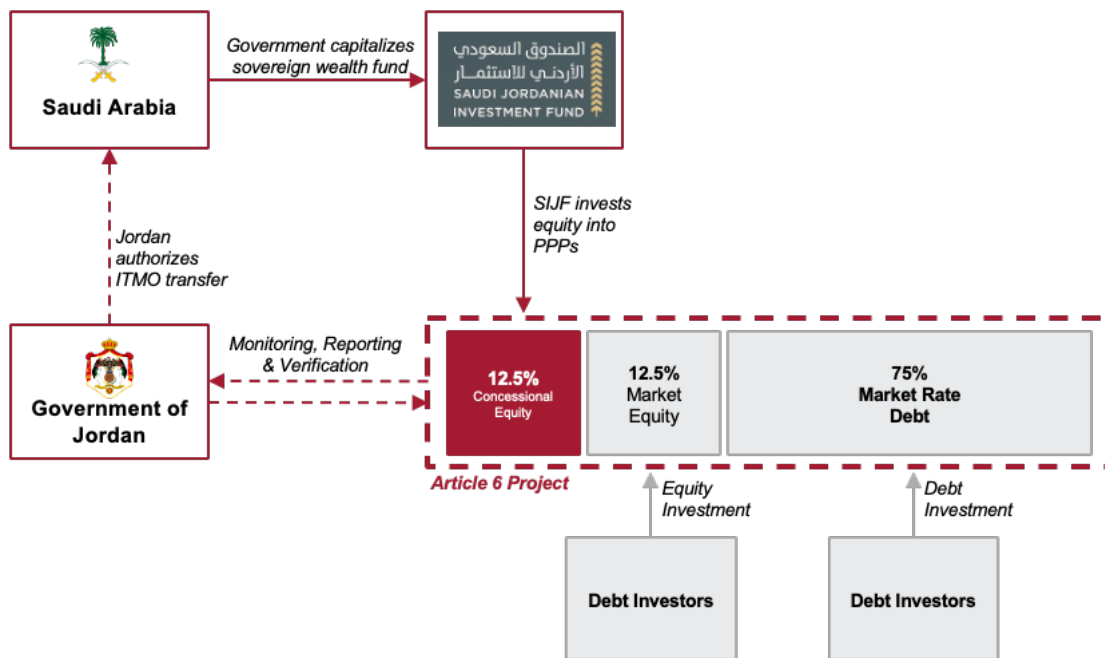 Government capitalizes
sovereign wealth fund
Saudi Arabia
الصندوق السعودي
الأردني للاستثمار
SAUDI JORDANIAN
INVESTMENT FUND
SIJF invests
equity into
PPPs
Jordan
authorizes
ITMO transfer
Government of
Jordan
Monitoring, Reporting
& Verification
12.5%
Concessional
Equity
12.5%
Market
Equity
75%
Market Rate
Debt
Article 6 Project
Equity
Investment
Debt
Investment
Debt Investors
Debt Investors